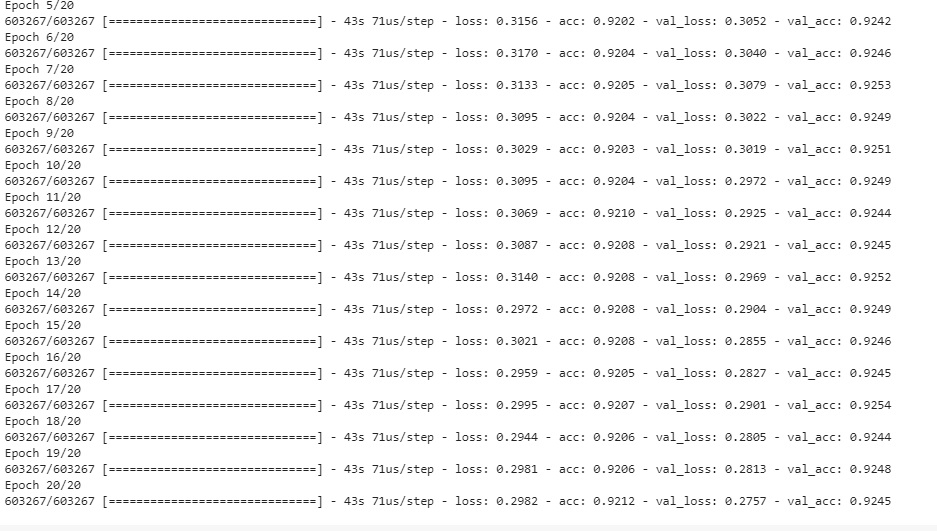 Epoch 5/20
603267/603267 [==============================] - 43s 71us/step - loss: 0.3156 - acc: 0.9202 - val_loss: 0.3052 - val_acc: 0.9242
Epoch 6/20
603267/603267 [==============================] - 43s 71us/step - loss: 0.3170 - acc: 0.9204 - val_loss: 0.3040 - val_acc: 0.9246
Epoch 7/20
603267/603267 [==============================] - 43s 71us/step - loss: 0.3133 - acc: 0.9205 - val_loss: 0.3079 - val_acc: 0.9253
Epoch 8/20
603267/603267 [==============================] - 43s 71us/step - loss: 0.3095 - acc: 0.9204 - val_loss: 0.3022 - val_acc: 0.9249
Epoch 9/20
603267/603267 [==============================] - 43s 71us/step - loss: 0.3029 - acc: 0.9203 - val_loss: 0.3019 - val_acc: 0.9251
Epoch 10/20
603267/603267 [==============================] - 43s 71us/step - loss: 0.3095 - acc: 0.9204 - val_loss: 0.2972 - val_acc: 0.9249
Epoch 11/20
603267/603267 [==============================] - 43s 71us/step - loss: 0.3069 - acc: 0.9210 - val_loss: 0.2925 - val_acc: 0.9244
Epoch 12/20
603267/603267 [==============================] - 43s 71us/step - loss: 0.3087 - acc: 0.9208 - val_loss: 0.2921 - val_acc: 0.9245
Epoch 13/20
603267/603267 [==============================] - 43s 71us/step - loss: 0.3140 - acc: 0.9208 - val_loss: 0.2969 - val_acc: 0.9252
Epoch 14/20
603267/603267 [==============================] - 43s 71us/step - loss: 0.2972 - acc: 0.9208 - val_loss: 0.2904 - val_acc: 0.9249
Epoch 15/20
603267/603267 [==============================] - 43s 71us/step - loss: 0.3021 - acc: 0.9208 - val_loss: 0.2855 - val_acc: 0.9246
Epoch 16/20
603267/603267 [==============================] - 43s 71us/step - loss: 0.2959 - acc: 0.9205 - val_loss: 0.2827 - val_acc: 0.9245
Epoch 17/20
603267/603267 [==============================] - 43s 71us/step - loss: 0.2995 - acc: 0.9207 - val_loss: 0.2901 - val_acc: 0.9254
Epoch 18/20
603267/603267 [==============================] - 43s 71us/step - loss: 0.2944 - acc: 0.9206 - val_loss: 0.2805 - val_acc: 0.9244
Epoch 19/20
603267/603267 [==============================] - 43s 71us/step - loss: 0.2981 - acc: 0.9206 - val_loss: 0.2813 - val_acc: 0.9248
Epoch 20/20
603267/603267 [==============================] - 43s 71us/step - loss: 0.2982 - acc: 0.9212 - val_loss: 0.2757 - val_acc: 0.9245